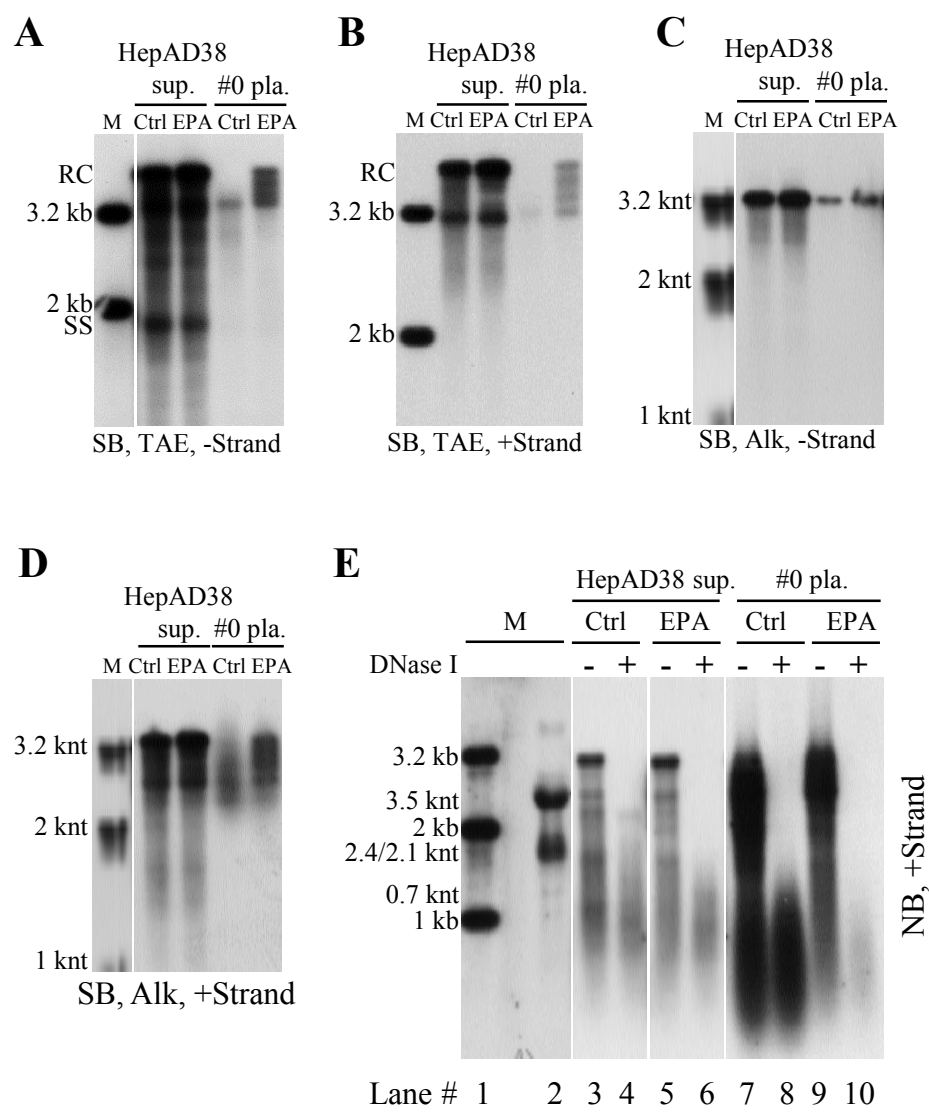 A
HepAD38
sup. #0 pla.
M Ctrl EPA Ctrl EPA
RC
3.2 kb
2 kb
SS
SB, TAE, -Strand
B
HepAD38
sup. #0 pla.
M Ctrl EPA Ctrl EPA
RC
3.2 kb
2 kb
SB, TAE, +Strand
C
HepAD38
sup. #0 pla.
M Ctrl EPA Ctrl EPA
3.2 knt
2 knt
1 knt
SB, Alk, -Strand
D
HepAD38
sup. #0 pla.
M Ctrl EPA Ctrl EPA
3.2 knt
2 knt
1 knt
SB, Alk, +Strand
E
HepAD38 sup. #0 pla.
M Ctrl EPA Ctrl EPA
DNase I - + - + - + - +
3.2 kb
3.5 knt
2 kb
2.4/2.1 knt
0.7 knt
1 kb
NB, +Strand
Lane # 1 2 3 4 5 6 7 8 9 10